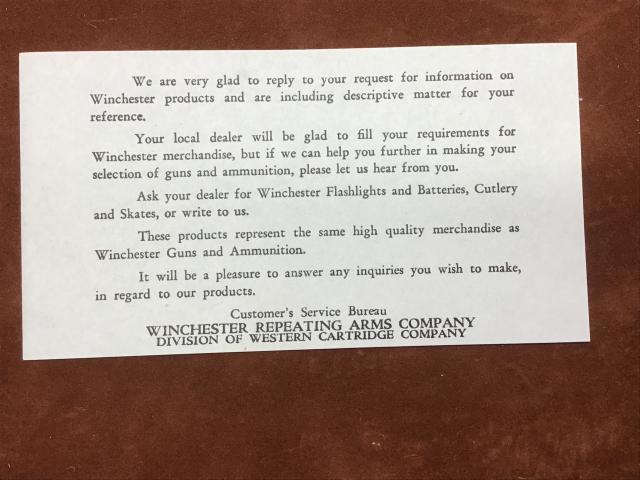 We are very glad to reply to your request for information on
Winchester products and are including descriptive matter for your
reference.
Your local dealer will be glad to fill your requirements for
Winchester merchandise, but if we can help you further in making your
selection of guns and ammunition, please let us hear from you.
Ask your dealer for Winchester Flashlights and Batteries, Cutlery
and Skates, or write to us.
These products represent the same high quality merchandise as
Winchester Guns and Ammunition.
It will be a pleasure to answer any inquiries you wish to make,
in regard to our products.
Customer's Service Bureau
WINCHESTER REPEATING ARMS COMPANY
DIVISION OF WESTERN CARTRIDGE COMPANY